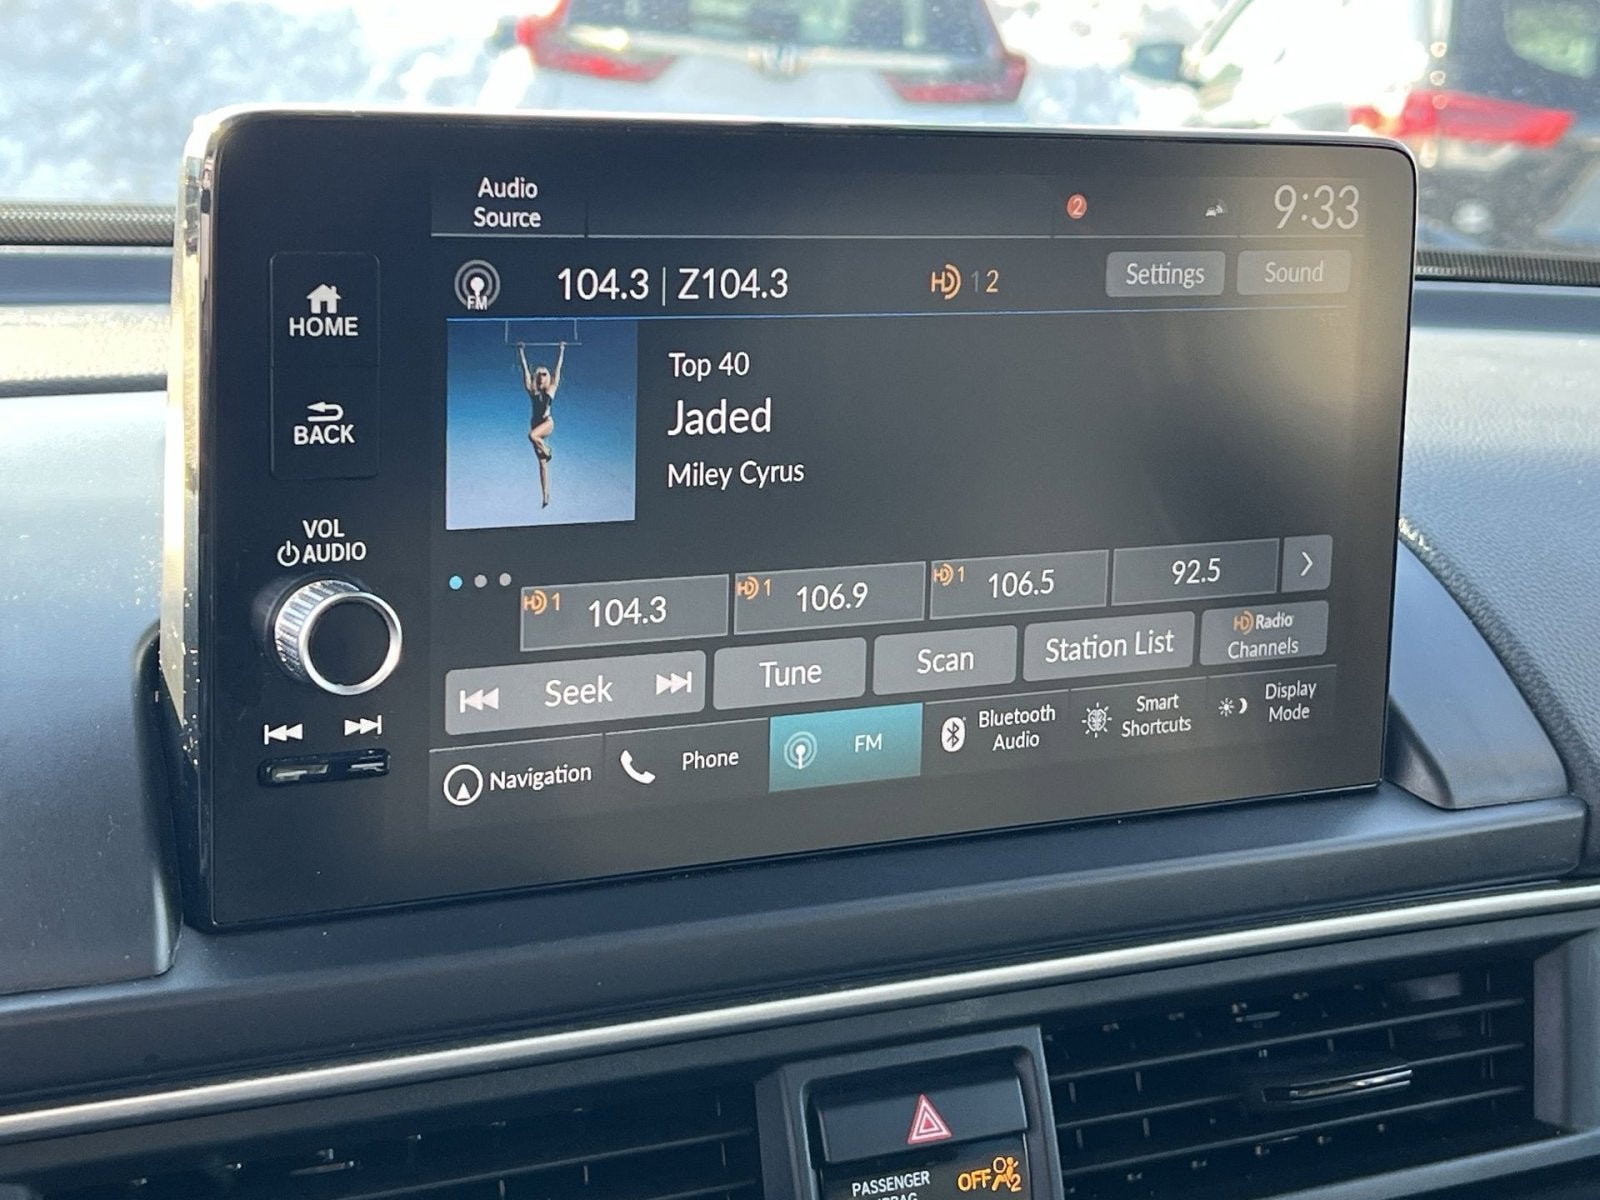 Audio
Source
2
9:33
FM
104.3 | Z104.3
HD 1 2
Settings
Sound
HOME
BACK
VOL
AUDIO
Top 40
Jaded
Miley Cyrus
HD 1 104.3
HD 1 106.9
HD 1 106.5
92.5
Seek
Tune
Scan
Station List
HD Radio
Channels
Navigation
Phone
FM
Bluetooth
Audio
Smart
Shortcuts
Display
Mode
PASSENGER
OFF
2